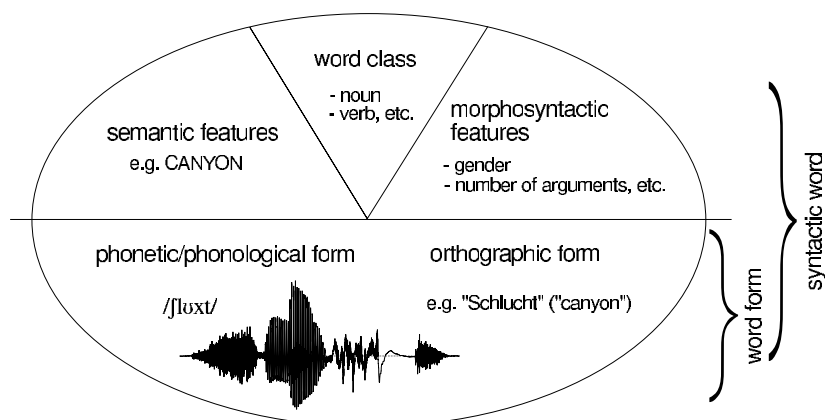 word class
- noun
- verb, etc.
semantic features
e.g. CANYON
morphosyntactic
features
- gender
- number of arguments, etc.
phonetic/phonological form
/ʃlʊxt/
orthographic form
e.g. "Schlucht" ("canyon")
word form
syntactic word